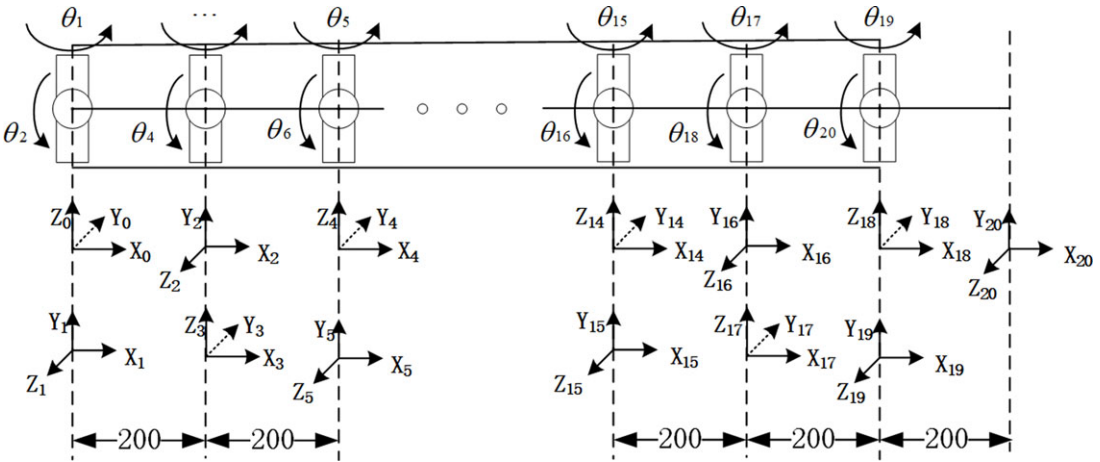 θ1 ... θ5 θ15 θ17 θ19
θ2 θ4 θ6 θ16 θ18 θ20
Z0 Y0 Y2 Z4 Y4 Z14 Y14 Y16 Z18 Y18 Y20
X0 X2 X4 X14 X16 X18 X20
Z2 Z16 Z20
Y1 Z3 Y3 Y5 Y15 Z17 Y17 Y19
X1 X3 X5 X15 X17 X19
Z1 Z5 Z15 Z19
200 200 200 200 200